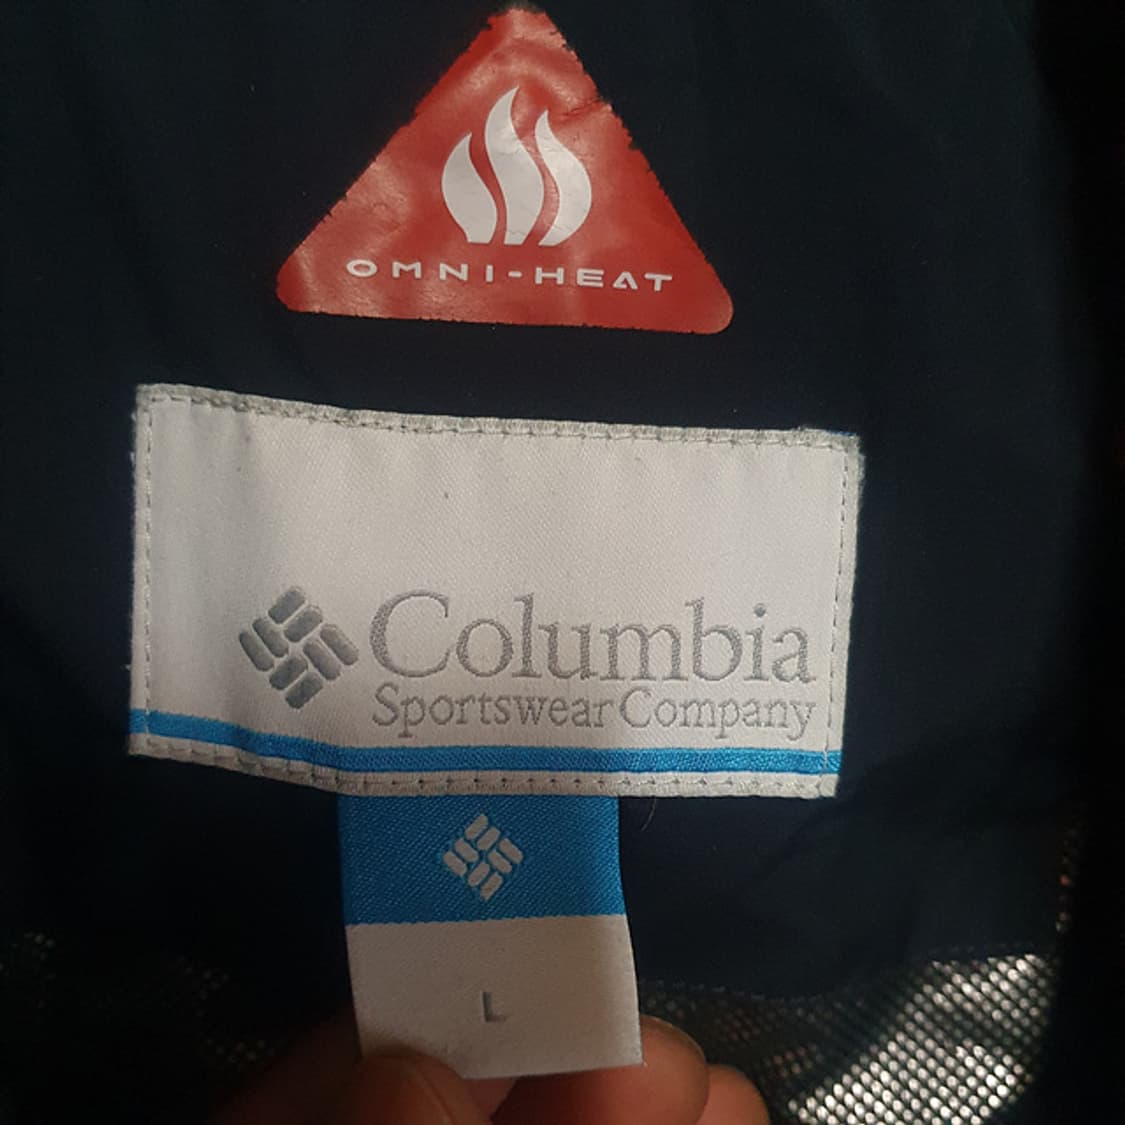 OMNI-HEAT
Columbia
Sportswear Company
L